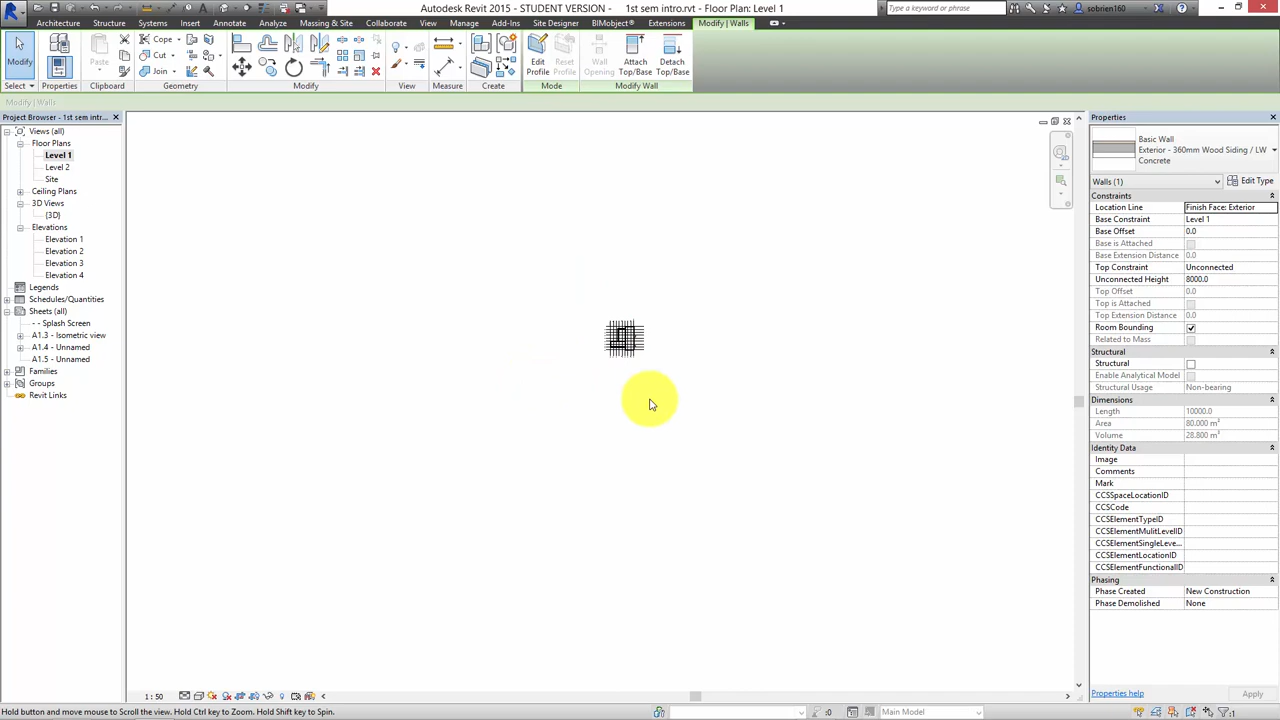 Autodesk Revit 2015 - STUDENT VERSION - 1st sem intro.rvt - Floor Plan: Level 1
Type a keyword or phrase
sobrien160
Architecture Structure Systems Insert Annotate Analyze Massing & Site Collaborate View Manage Add-Ins Site Designer BIMobject® Extensions Modify | Walls
Modify
Paste
Cope
Cut
Join
Edit Profile
Reset Profile
Wall Opening
Attach Top/Base
Detach Top/Base
Select Properties Clipboard Geometry Modify View Measure Create Mode Modify Wall
Modify | Walls
Project Browser - 1st sem intro....
Views (all)
Floor Plans
Level 1
Level 2
Site
Ceiling Plans
3D Views
{3D}
Elevations
Elevation 1
Elevation 2
Elevation 3
Elevation 4
Legends
Schedules/Quantities
Sheets (all)
- - Splash Screen
A1.3 - Isometric view
A1.4 - Unnamed
A1.5 - Unnamed
Families
Groups
Revit Links
Properties
Basic Wall
Exterior - 360mm Wood Siding / LW
Concrete
Walls (1)
Edit Type
Constraints
Location Line Finish Face: Exterior
Base Constraint Level 1
Base Offset 0.0
Base is Attached
Base Extension Distance 0.0
Top Constraint Unconnected
Unconnected Height 8000.0
Top Offset 0.0
Top is Attached
Top Extension Distance 0.0
Room Bounding
Related to Mass
Structural
Structural
Enable Analytical Model
Structural Usage Non-bearing
Dimensions
Length 10000.0
Area 80.000 m²
Volume 28.800 m³
Identity Data
Image
Comments
Mark
CCSSpaceLocationID
CCSCode
CCSElementTypeID
CCSElementMulitLevelID
CCSElementSingleLeve...
CCSElementLocationID
CCSElementFunctionalID
Phasing
Phase Created New Construction
Phase Demolished None
Properties help
Apply
1 : 50
Hold button and move mouse to Scroll the view. Hold Ctrl key to Zoom. Hold Shift key to Spin.
:0
Main Model
:1